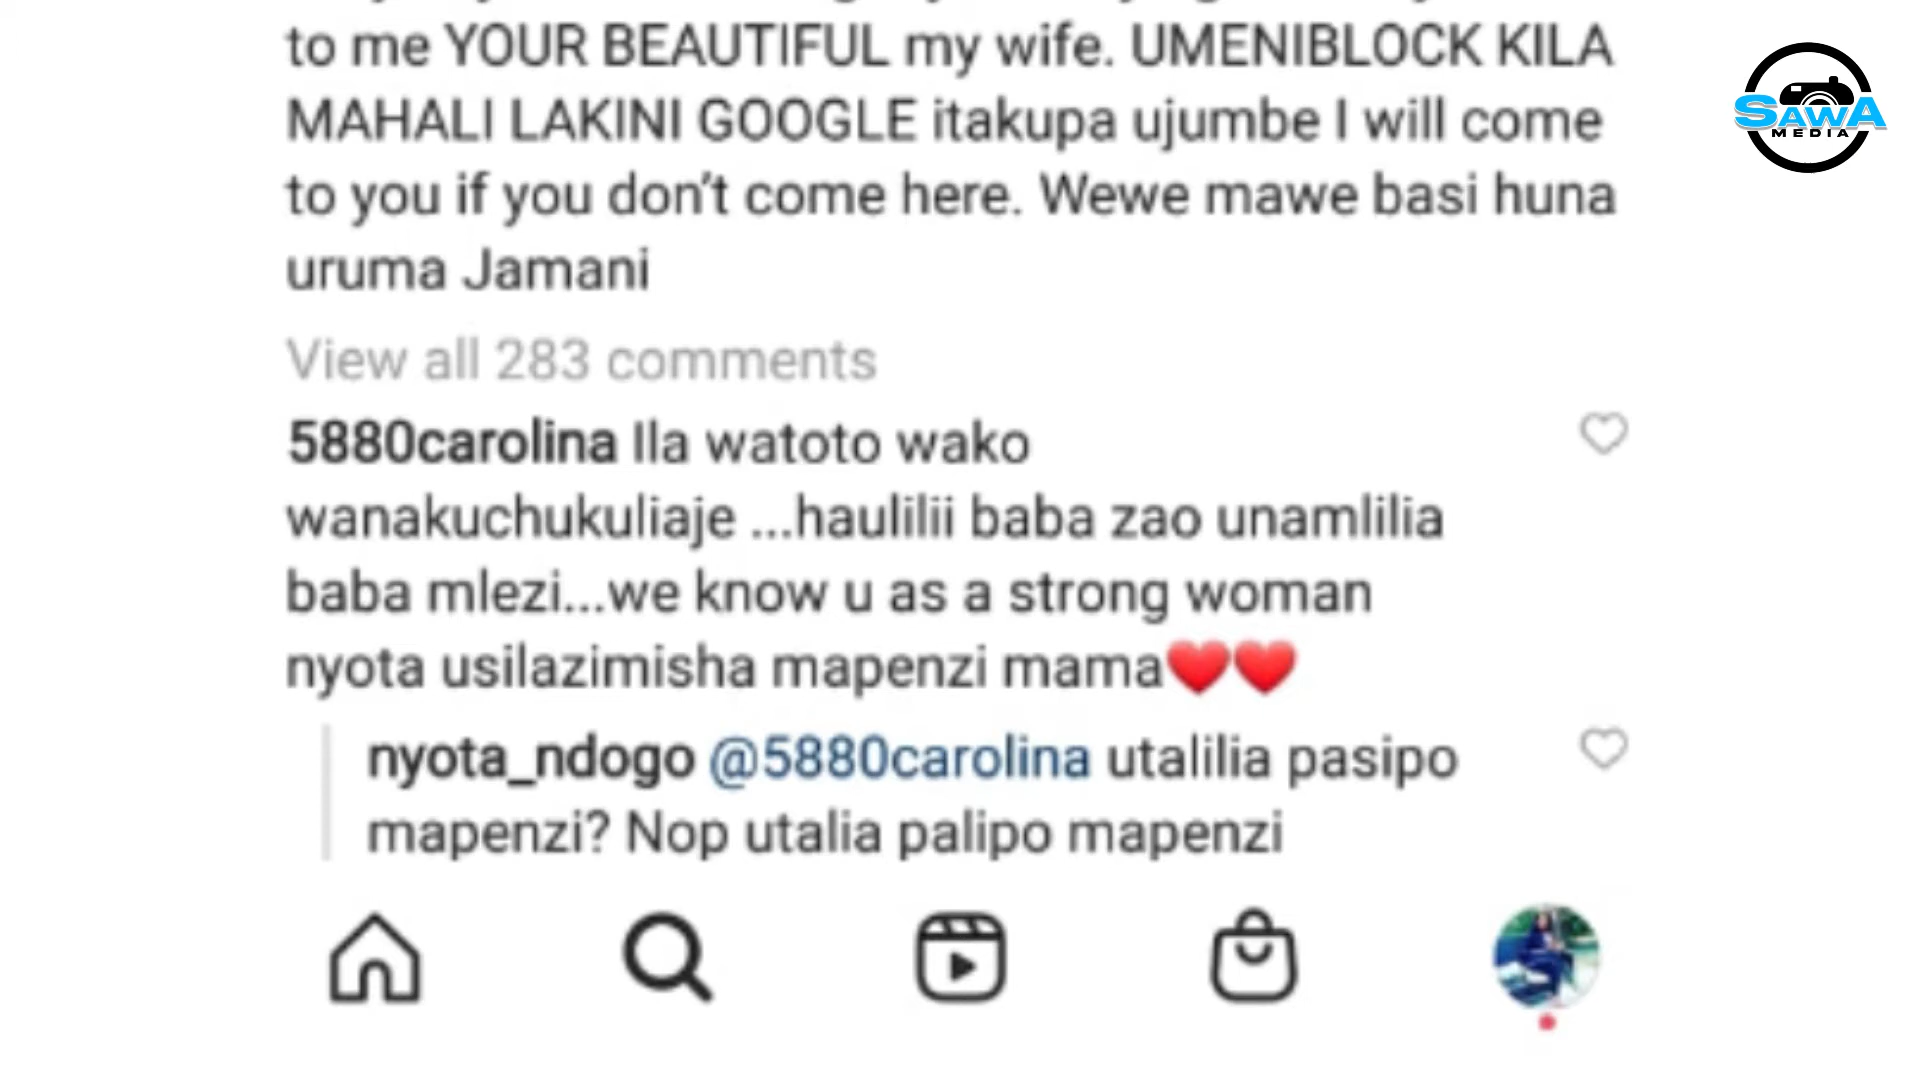 to me YOUR BEAUTIFUL my wife. UMENIBLOCK KILA
MAHALI LAKINI GOOGLE itakupa ujumbe I will come
to you if you don't come here. Wewe mawe basi huna
uruma Jamani
View all 283 comments
5880carolina Ila watoto wako
wanakuchukuliaje ...haulilii baba zao unamlilia
baba mlezi...we know u as a strong woman
nyota usilazimisha mapenzi mama❤️❤️
nyota_ndogo @5880carolina utalilia pasipo
mapenzi? Nop utalia palipo mapenzi
SAWA
MEDIA